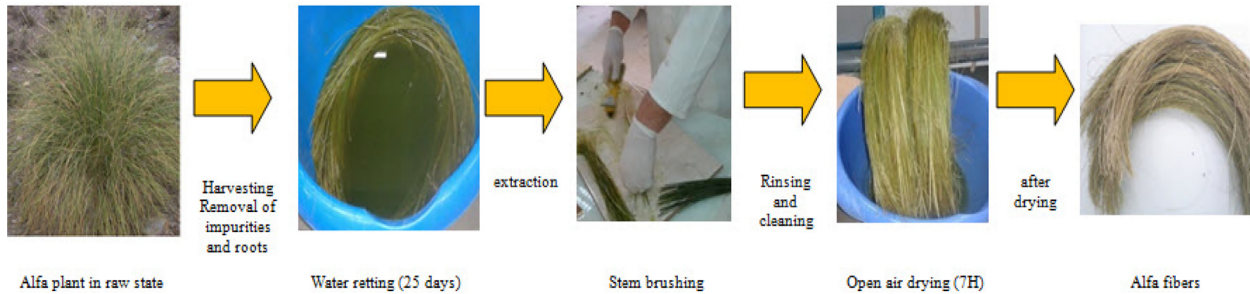 Harvesting
Removal of
impurities
and roots
extraction
Rinsing
and
cleaning
after
drying
Alfa plant in raw state
Water retting (25 days)
Stem brushing
Open air drying (7H)
Alfa fibers